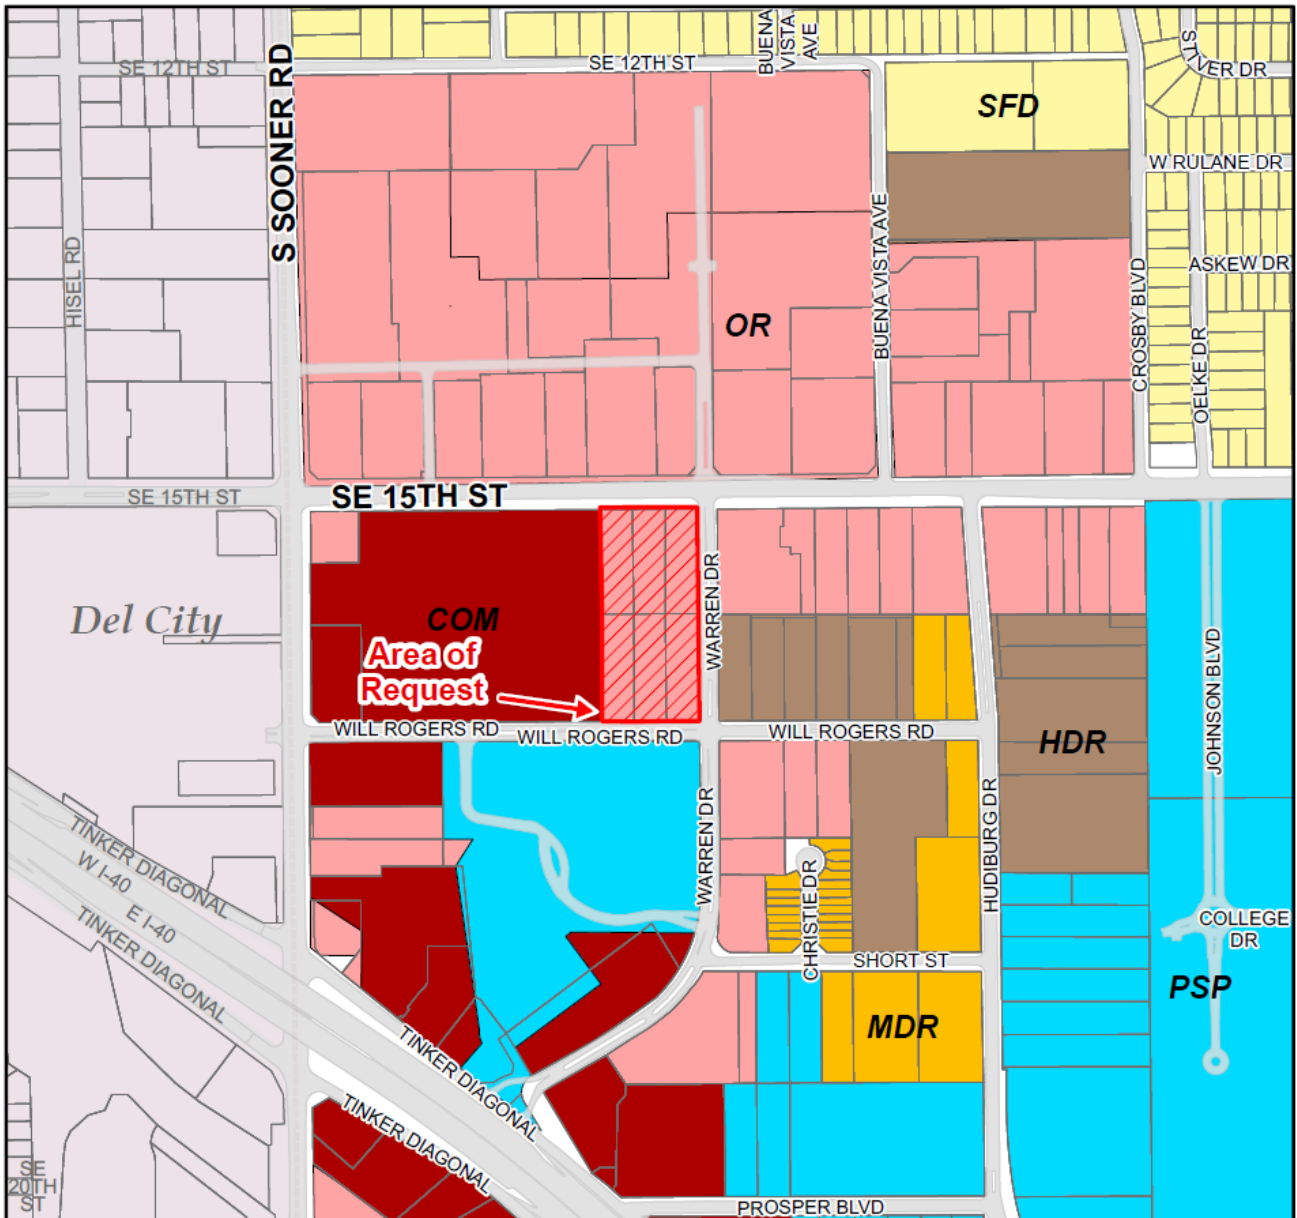 BUENA
VISTA
AVE
STIVER DR
SE 12TH ST
SE 12TH ST
S SOONER RD
SFD
W RULANE DR
HISEL RD
BUENA VISTA AVE
CROSBY BLVD
ASKEW DR
OR
OELKE DR
SE 15TH ST
SE 15TH ST
Del City
COM
Area of
Request
WARREN DR
JOHNSON BLVD
WILL ROGERS RD
WILL ROGERS RD
WILL ROGERS RD
HDR
TINKER DIAGONAL
W I-40
E I-40
TINKER DIAGONAL
WARREN DR
HUDIBURG DR
CHRISTIE DR
COLLEGE
DR
SHORT ST
PSP
MDR
TINKER DIAGONAL
TINKER DIAGONAL
SE
20TH
ST
PROSPER BLVD